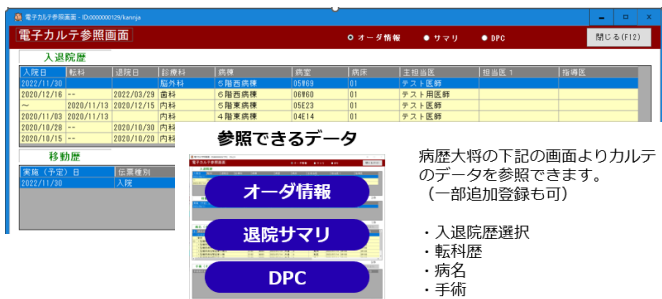 電子カルテ参照画面 - ID:0000000129/kannja
電子カルテ参照画面 オーダ情報 サマリ DPC 閉じる(F12)
入退院歴
入院日 転科 退院日 診療科 病棟 病室 病床 主担当医 担当医1 指導医
2022/11/30 脳外科 5階西病棟 05W69 01 テスト医師
2020/12/16 -- 2022/03/29 歯科 6階西病棟 06W60 01 テスト用医師
～ 2020/11/13 2020/12/15 内科 5階東病棟 05E23 01 テスト医師
2020/11/03 2020/11/13 内科 4階東病棟 04E14 01 テスト医師
2020/10/28 -- 2020/10/30 内科
2020/10/15 -- 2020/10/20 内科
移動歴
実施（予定）日 伝票種別
2022/11/30 入院
参照できるデータ
オーダ情報
退院サマリ
DPC
病歴大将の下記の画面よりカルテ
のデータを参照できます。
（一部追加登録も可）
・入退院歴選択
・転科歴
・病名
・手術